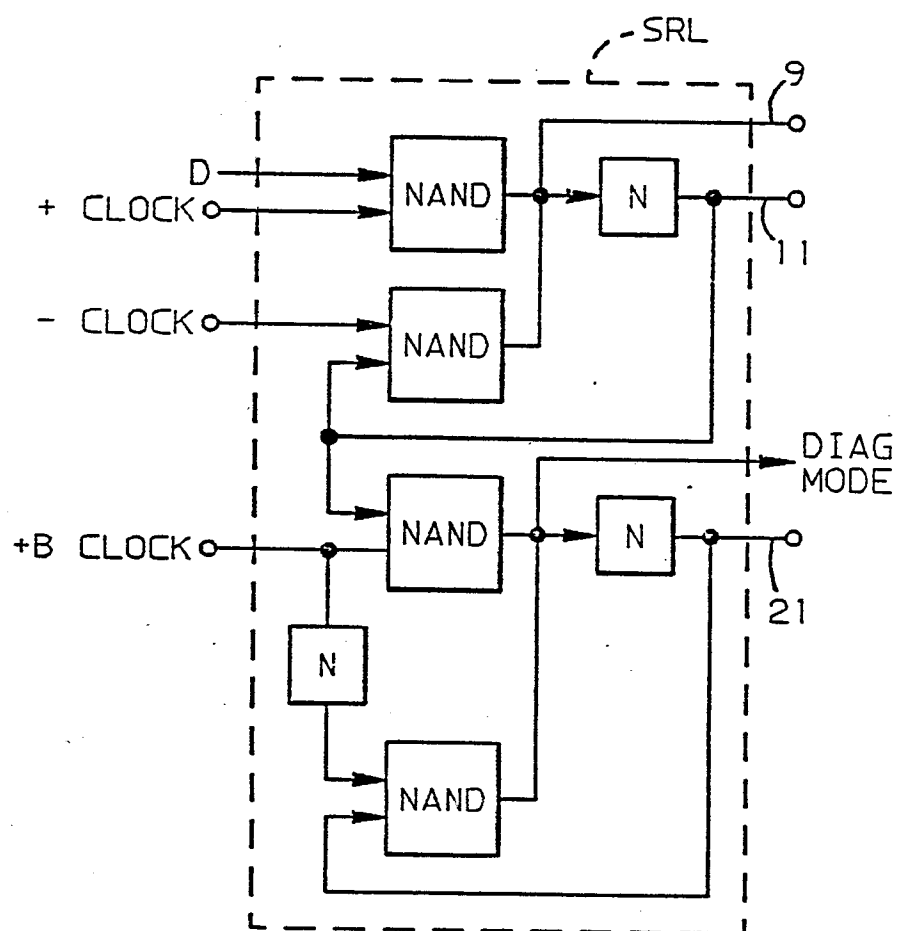 SRL
9
D
+ CLOCK
NAND
N
11
- CLOCK
NAND
DIAG
MODE
+B CLOCK
NAND
N
21
N
NAND